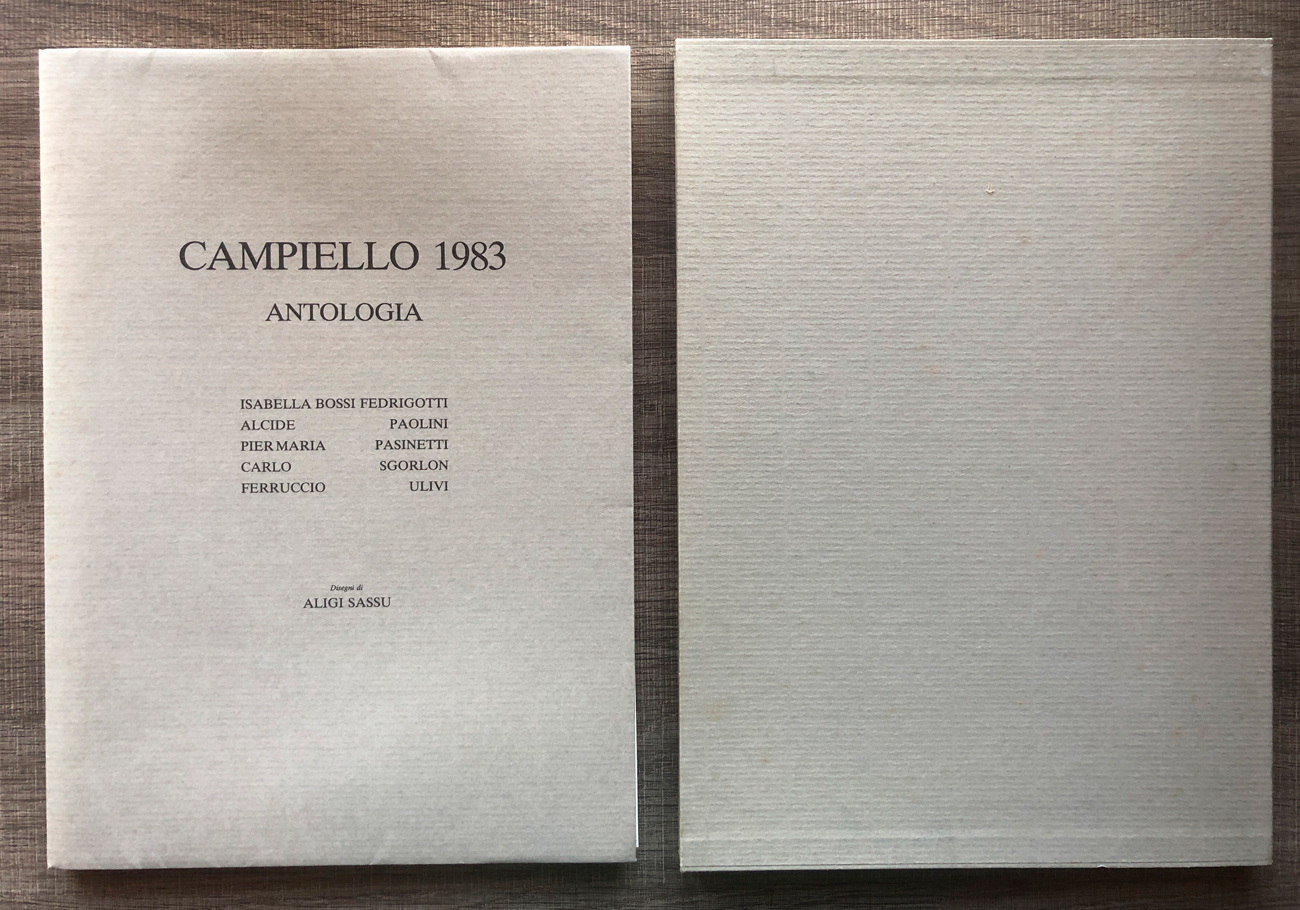 CAMPIELLO 1983
ANTOLOGIA
ISABELLA BOSSI FEDRIGOTTI
ALCIDE PAOLINI
PIER MARIA PASINETTI
CARLO SGORLON
FERRUCCIO ULIVI
Disegni di
ALIGI SASSU